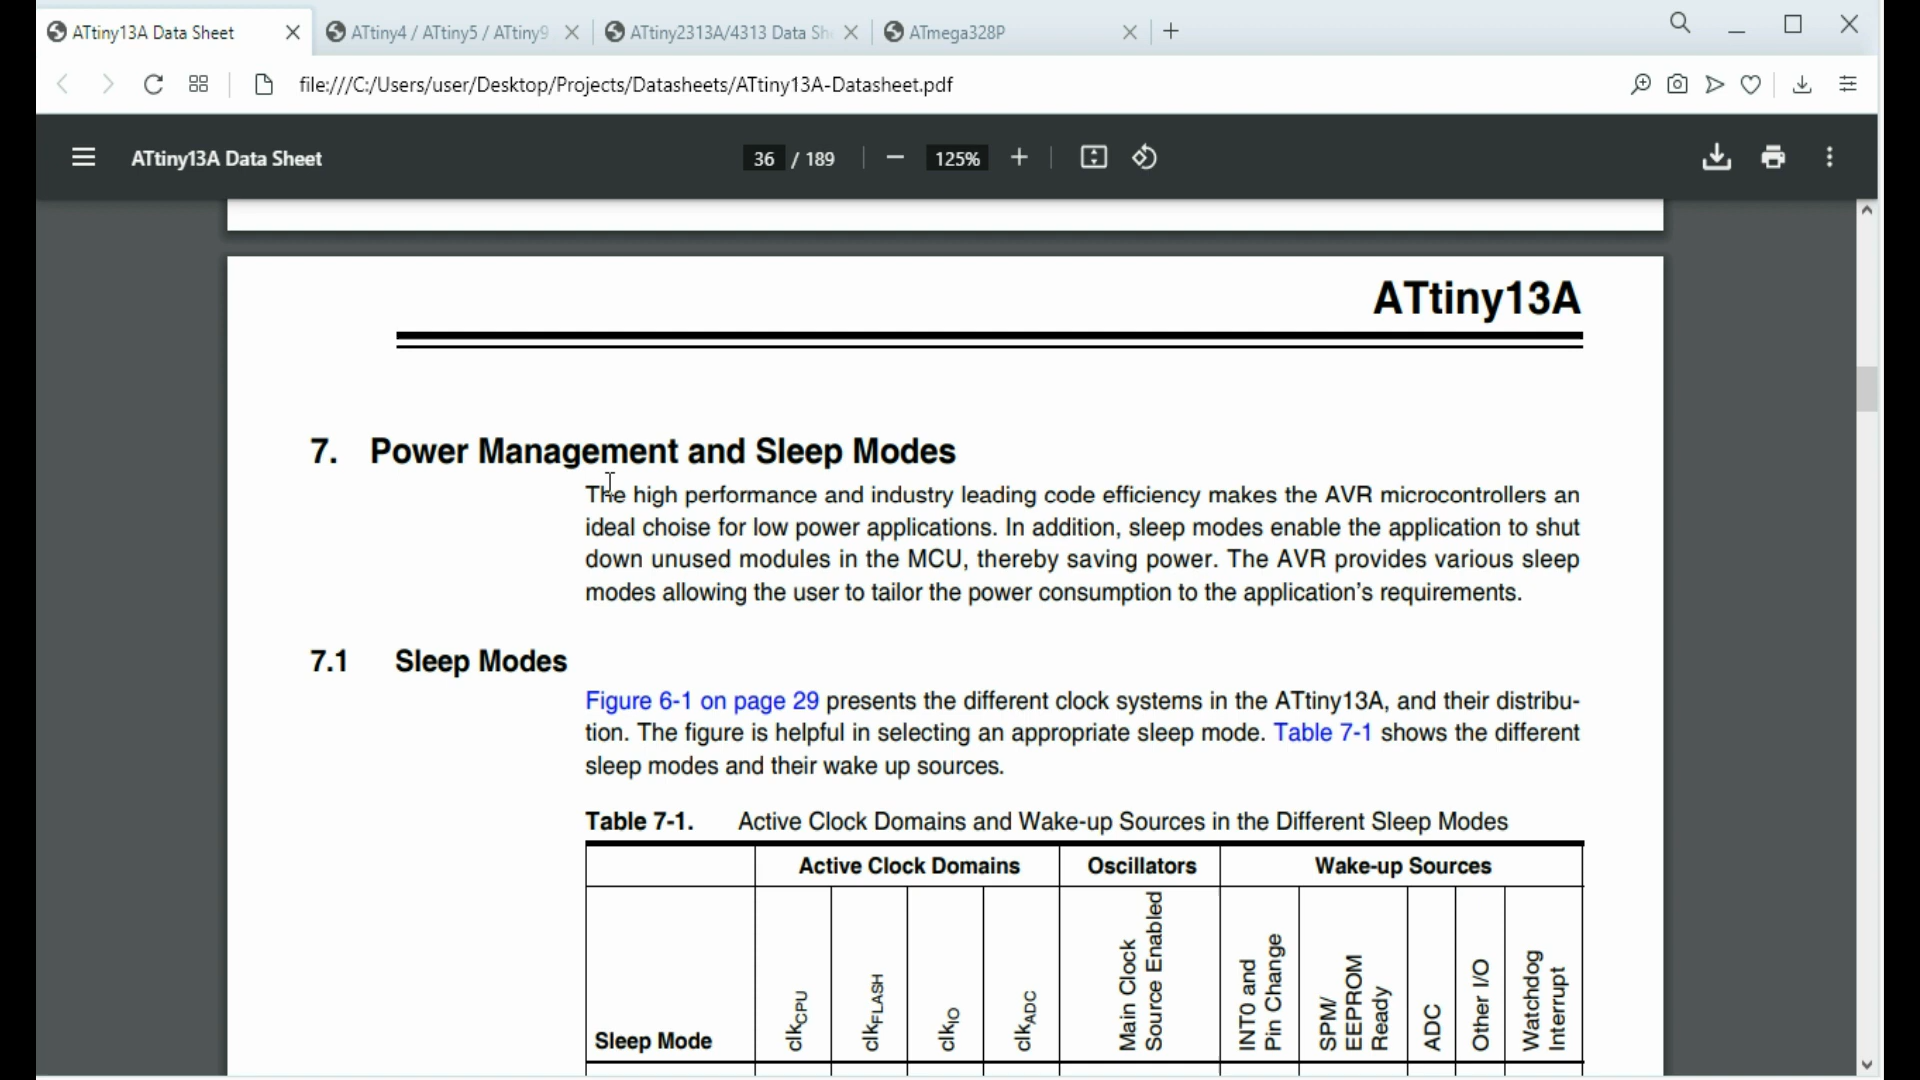 ATtiny13A Data Sheet
ATtiny4 / ATtiny5 / ATtiny9
ATtiny2313A/4313 Data Sh
ATmega328P
file:///C:/Users/user/Desktop/Projects/Datasheets/ATtiny13A-Datasheet.pdf
ATtiny13A Data Sheet
36 / 189
125%
ATtiny13A
7. Power Management and Sleep Modes
The high performance and industry leading code efficiency makes the AVR microcontrollers an
ideal choise for low power applications. In addition, sleep modes enable the application to shut
down unused modules in the MCU, thereby saving power. The AVR provides various sleep
modes allowing the user to tailor the power consumption to the application's requirements.
7.1 Sleep Modes
Figure 6-1 on page 29 presents the different clock systems in the ATtiny13A, and their distribu-
tion. The figure is helpful in selecting an appropriate sleep mode. Table 7-1 shows the different
sleep modes and their wake up sources.
Table 7-1. Active Clock Domains and Wake-up Sources in the Different Sleep Modes
Active Clock Domains
Oscillators
Wake-up Sources
Sleep Mode
clkCPU
clkFLASH
clkIO
clkADC
Main Clock
Source Enabled
INT0 and
Pin Change
SPM/
EEPROM
Ready
ADC
Other I/O
Watchdog
Interrupt